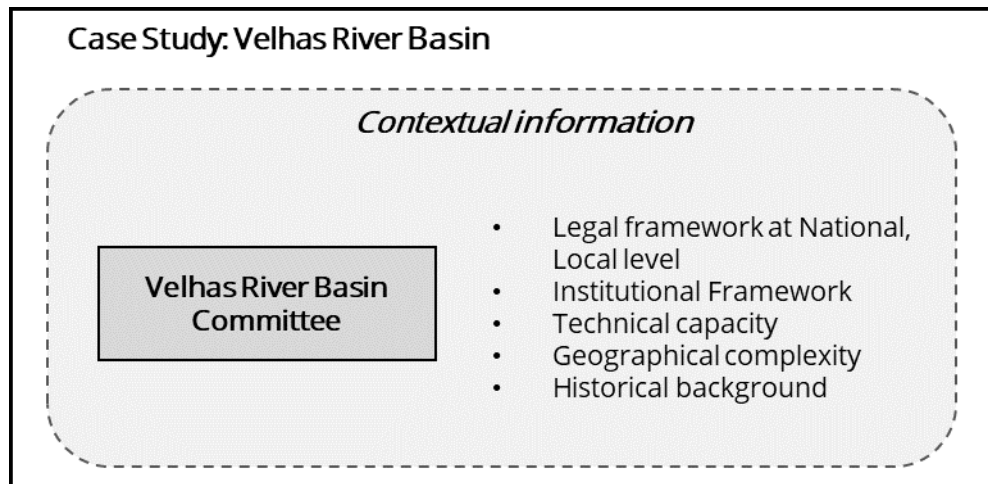 Case Study: Velhas River Basin
Contextual information
Velhas River Basin
Committee
• Legal framework at National,
Local level
• Institutional Framework
• Technical capacity
• Geographical complexity
• Historical background